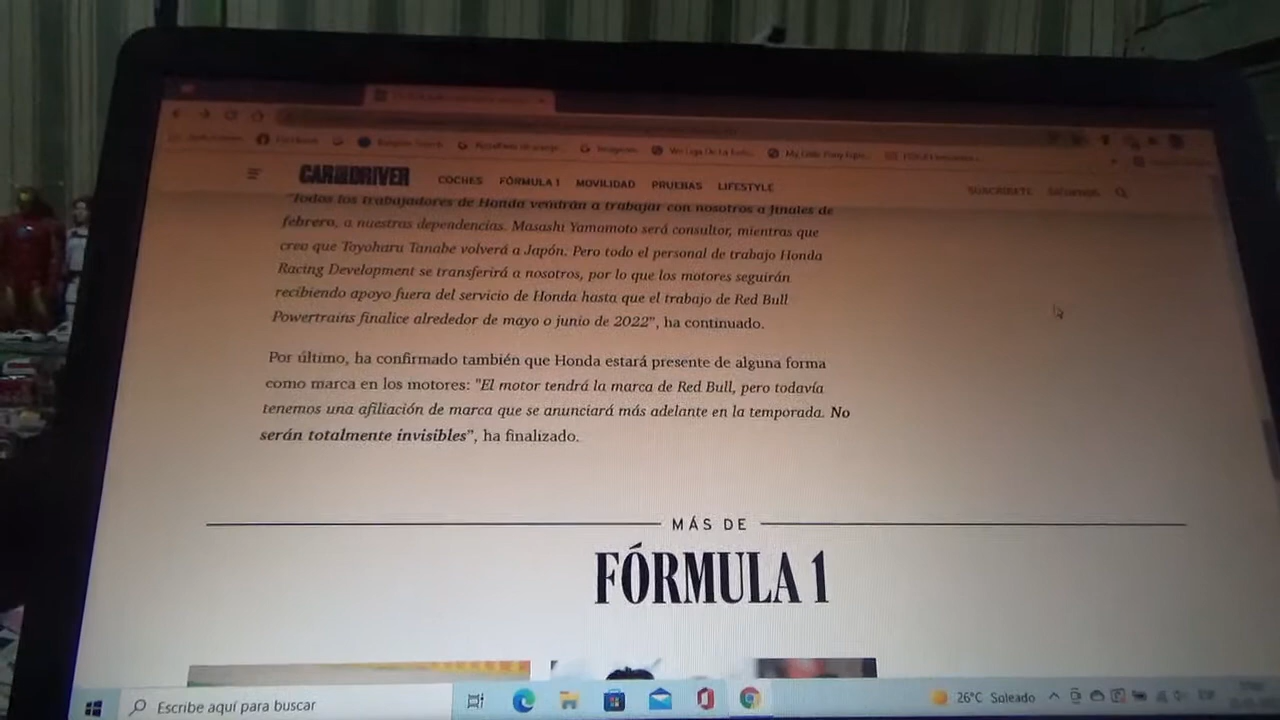 Facebook
My Little Pony Equ...
CAR AND DRIVER
COCHES FÓRMULA 1 MOVILIDAD PRUEBAS LIFESTYLE
SUSCRÍBETE
"Todos los trabajadores de Honda vendrán a trabajar con nosotros a finales de
febrero, a nuestras dependencias. Masashi Yamamoto será consultor, mientras que
creo que Toyoharu Tanabe volverá a Japón. Pero todo el personal de trabajo Honda
Racing Development se transferirá a nosotros, por lo que los motores seguirán
recibiendo apoyo fuera del servicio de Honda hasta que el trabajo de Red Bull
Powertrains finalice alrededor de mayo o junio de 2022", ha continuado.
Por último, ha confirmado también que Honda estará presente de alguna forma
como marca en los motores: "El motor tendrá la marca de Red Bull, pero todavía
tenemos una afiliación de marca que se anunciará más adelante en la temporada. No
serán totalmente invisibles", ha finalizado.
MÁS DE
FÓRMULA 1
Escribe aquí para buscar
26°C Soleado